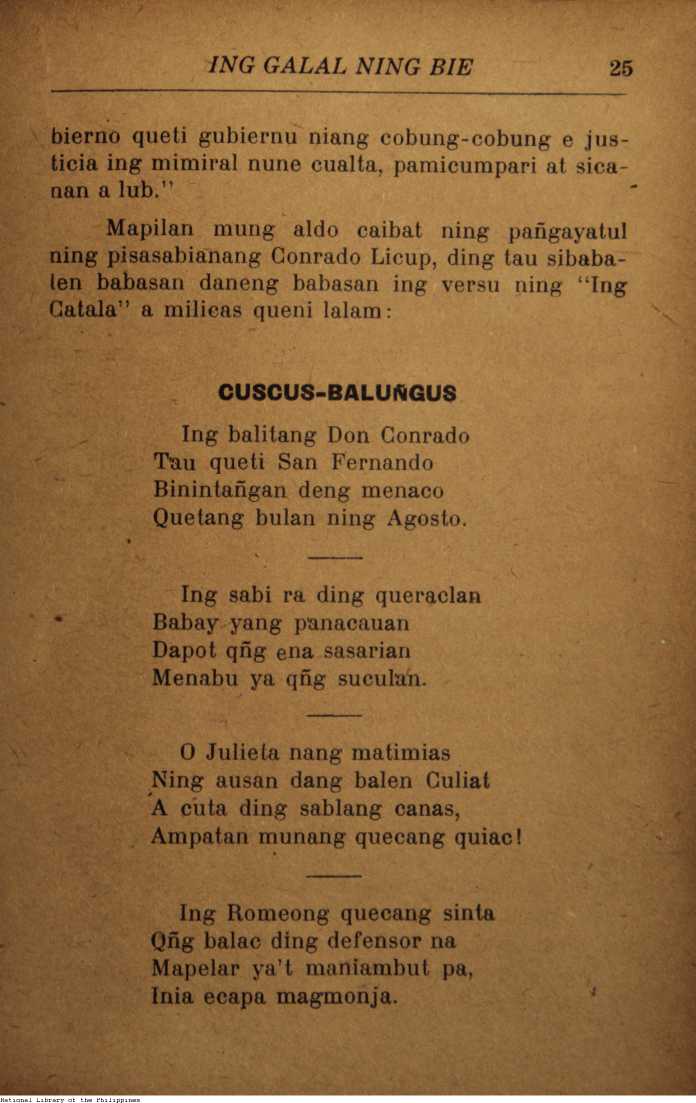 ING GALAL NING BIE 25
bierno queti gubiernu niang cobung-cobung e jus-
ticia ing mimiral nune cualta, pamicumpari at sica-
nan a lub."
Mapilan mung aldo caibat ning pañgayatul
ning pisasabianang Conrado Licup, ding tau sibaba-
len babasan daneng babasan ing versu ning "Ing
Catala" a milicas queni lalam:
CUSCUS-BALUÑGUS
Ing balitang Don Conrado
Tau queti San Fernando
Binintañgan deng menaco
Quetang bulan ning Agosto.
Ing sabi ra ding queraclan
Babay yang panacauan
Dapot qñg ena sasarian
Menabu ya qñg suculan.
O Julieta nang matimias
Ning ausan dang balen Culiat
A cuta ding sablang canas,
Ampatan munang quecang quiac!
Ing Romeong quecang sinta
Qñg balac ding defensor na
Mapelar ya't maniambut pa,
Inia ecapa magmonja.
National Library of the Philippines